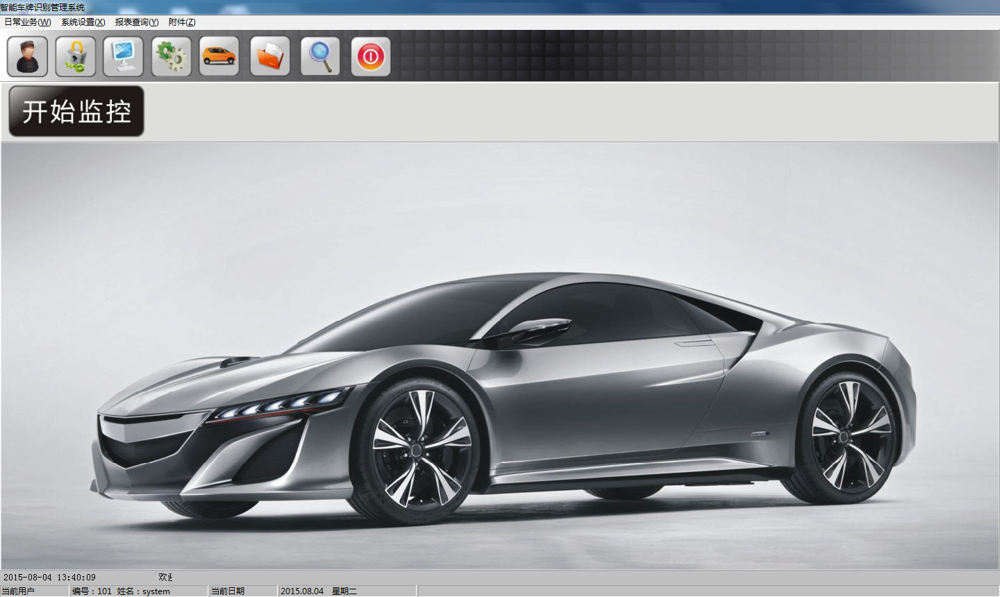 智能车牌识别管理系统
日常业务(W) 系统设置(X) 报表查询(Y) 附件(Z)
开始监控
2015-08-04 13:40:09 欢
当前用户 编号：101 姓名：system 当前日期 2015.08.04 星期二